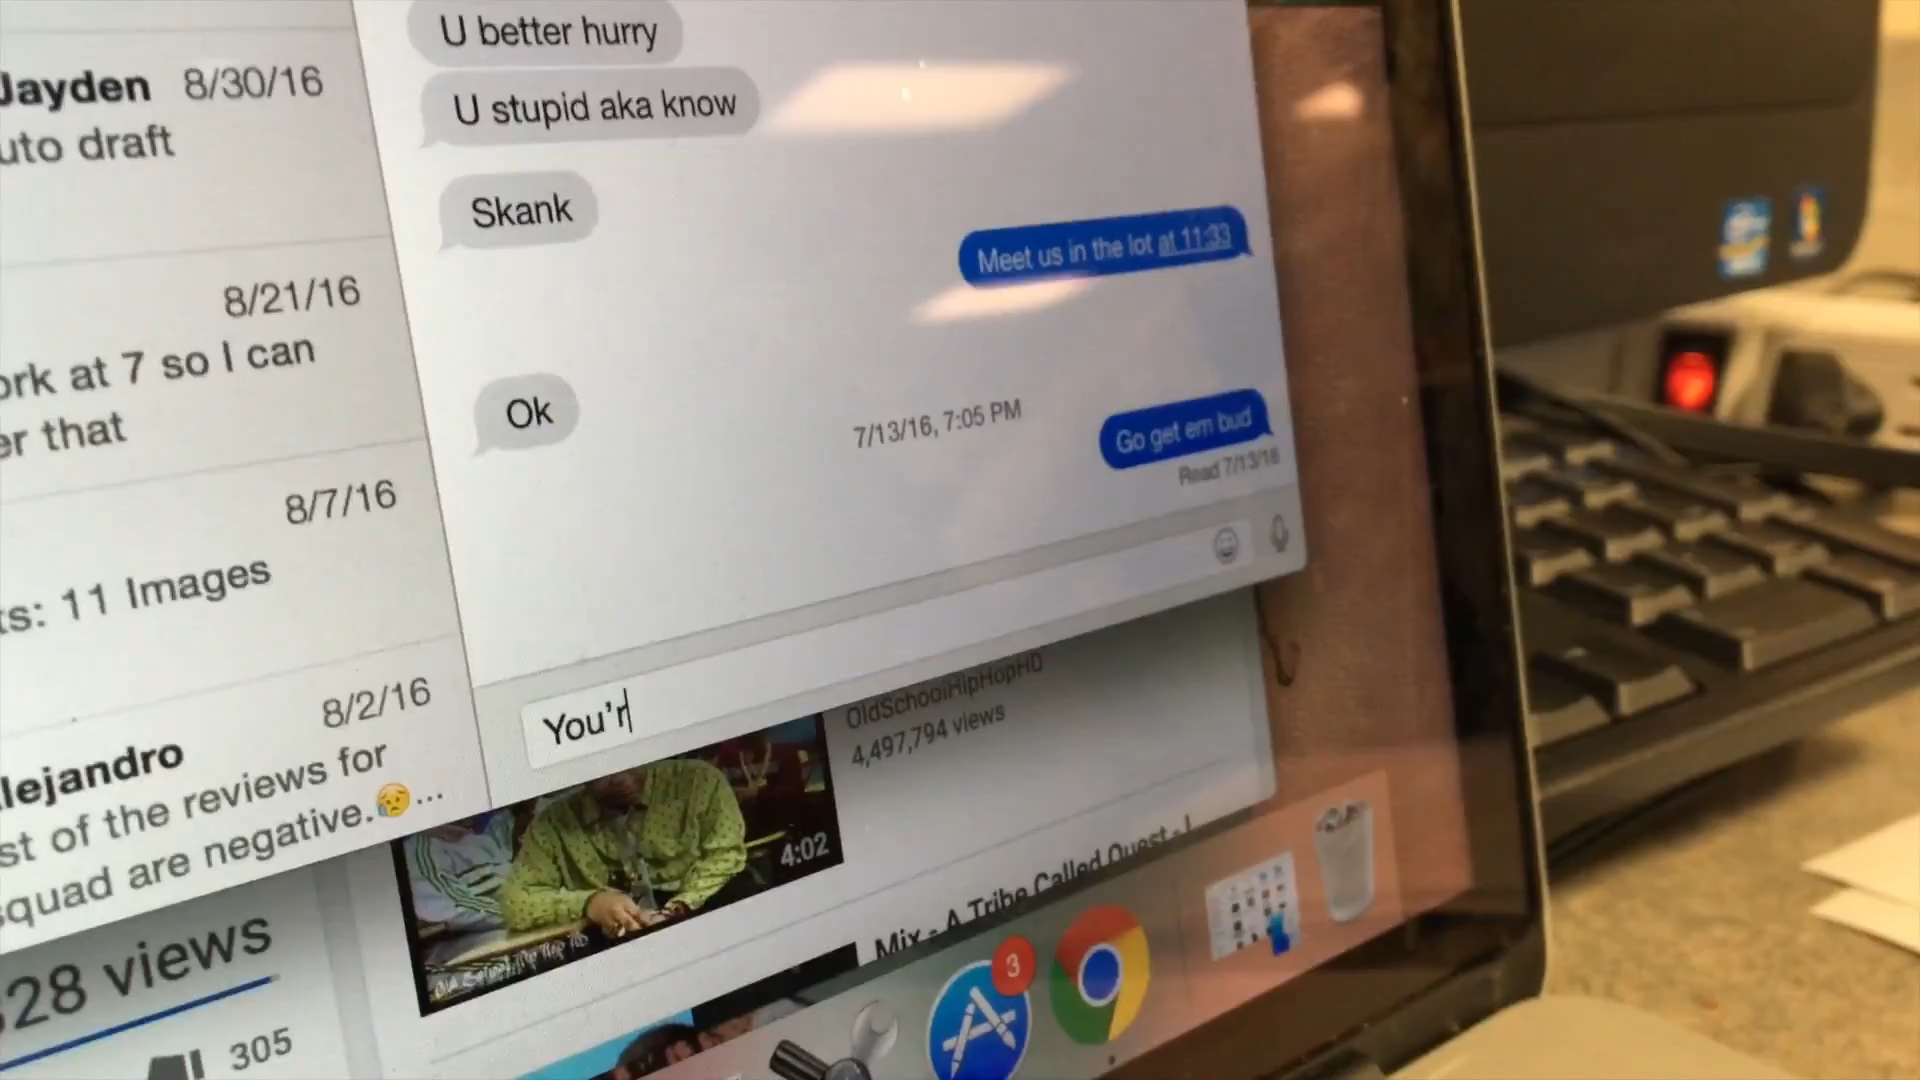 Jayden 8/30/16
uto draft
8/21/16
ork at 7 so I can
er that
8/7/16
ts: 11 Images
8/2/16
lejandro
st of the reviews for
squad are negative.😥...
U better hurry
U stupid aka know
Skank
Meet us in the lot at 11:33
Ok
7/13/16, 7:05 PM
Go get em bud
Read 7/13/16
You'r
OldSchoolHipHopHD
4,497,794 views
4:02
Mix - A Tribe Called Quest - I
28 views
305
3